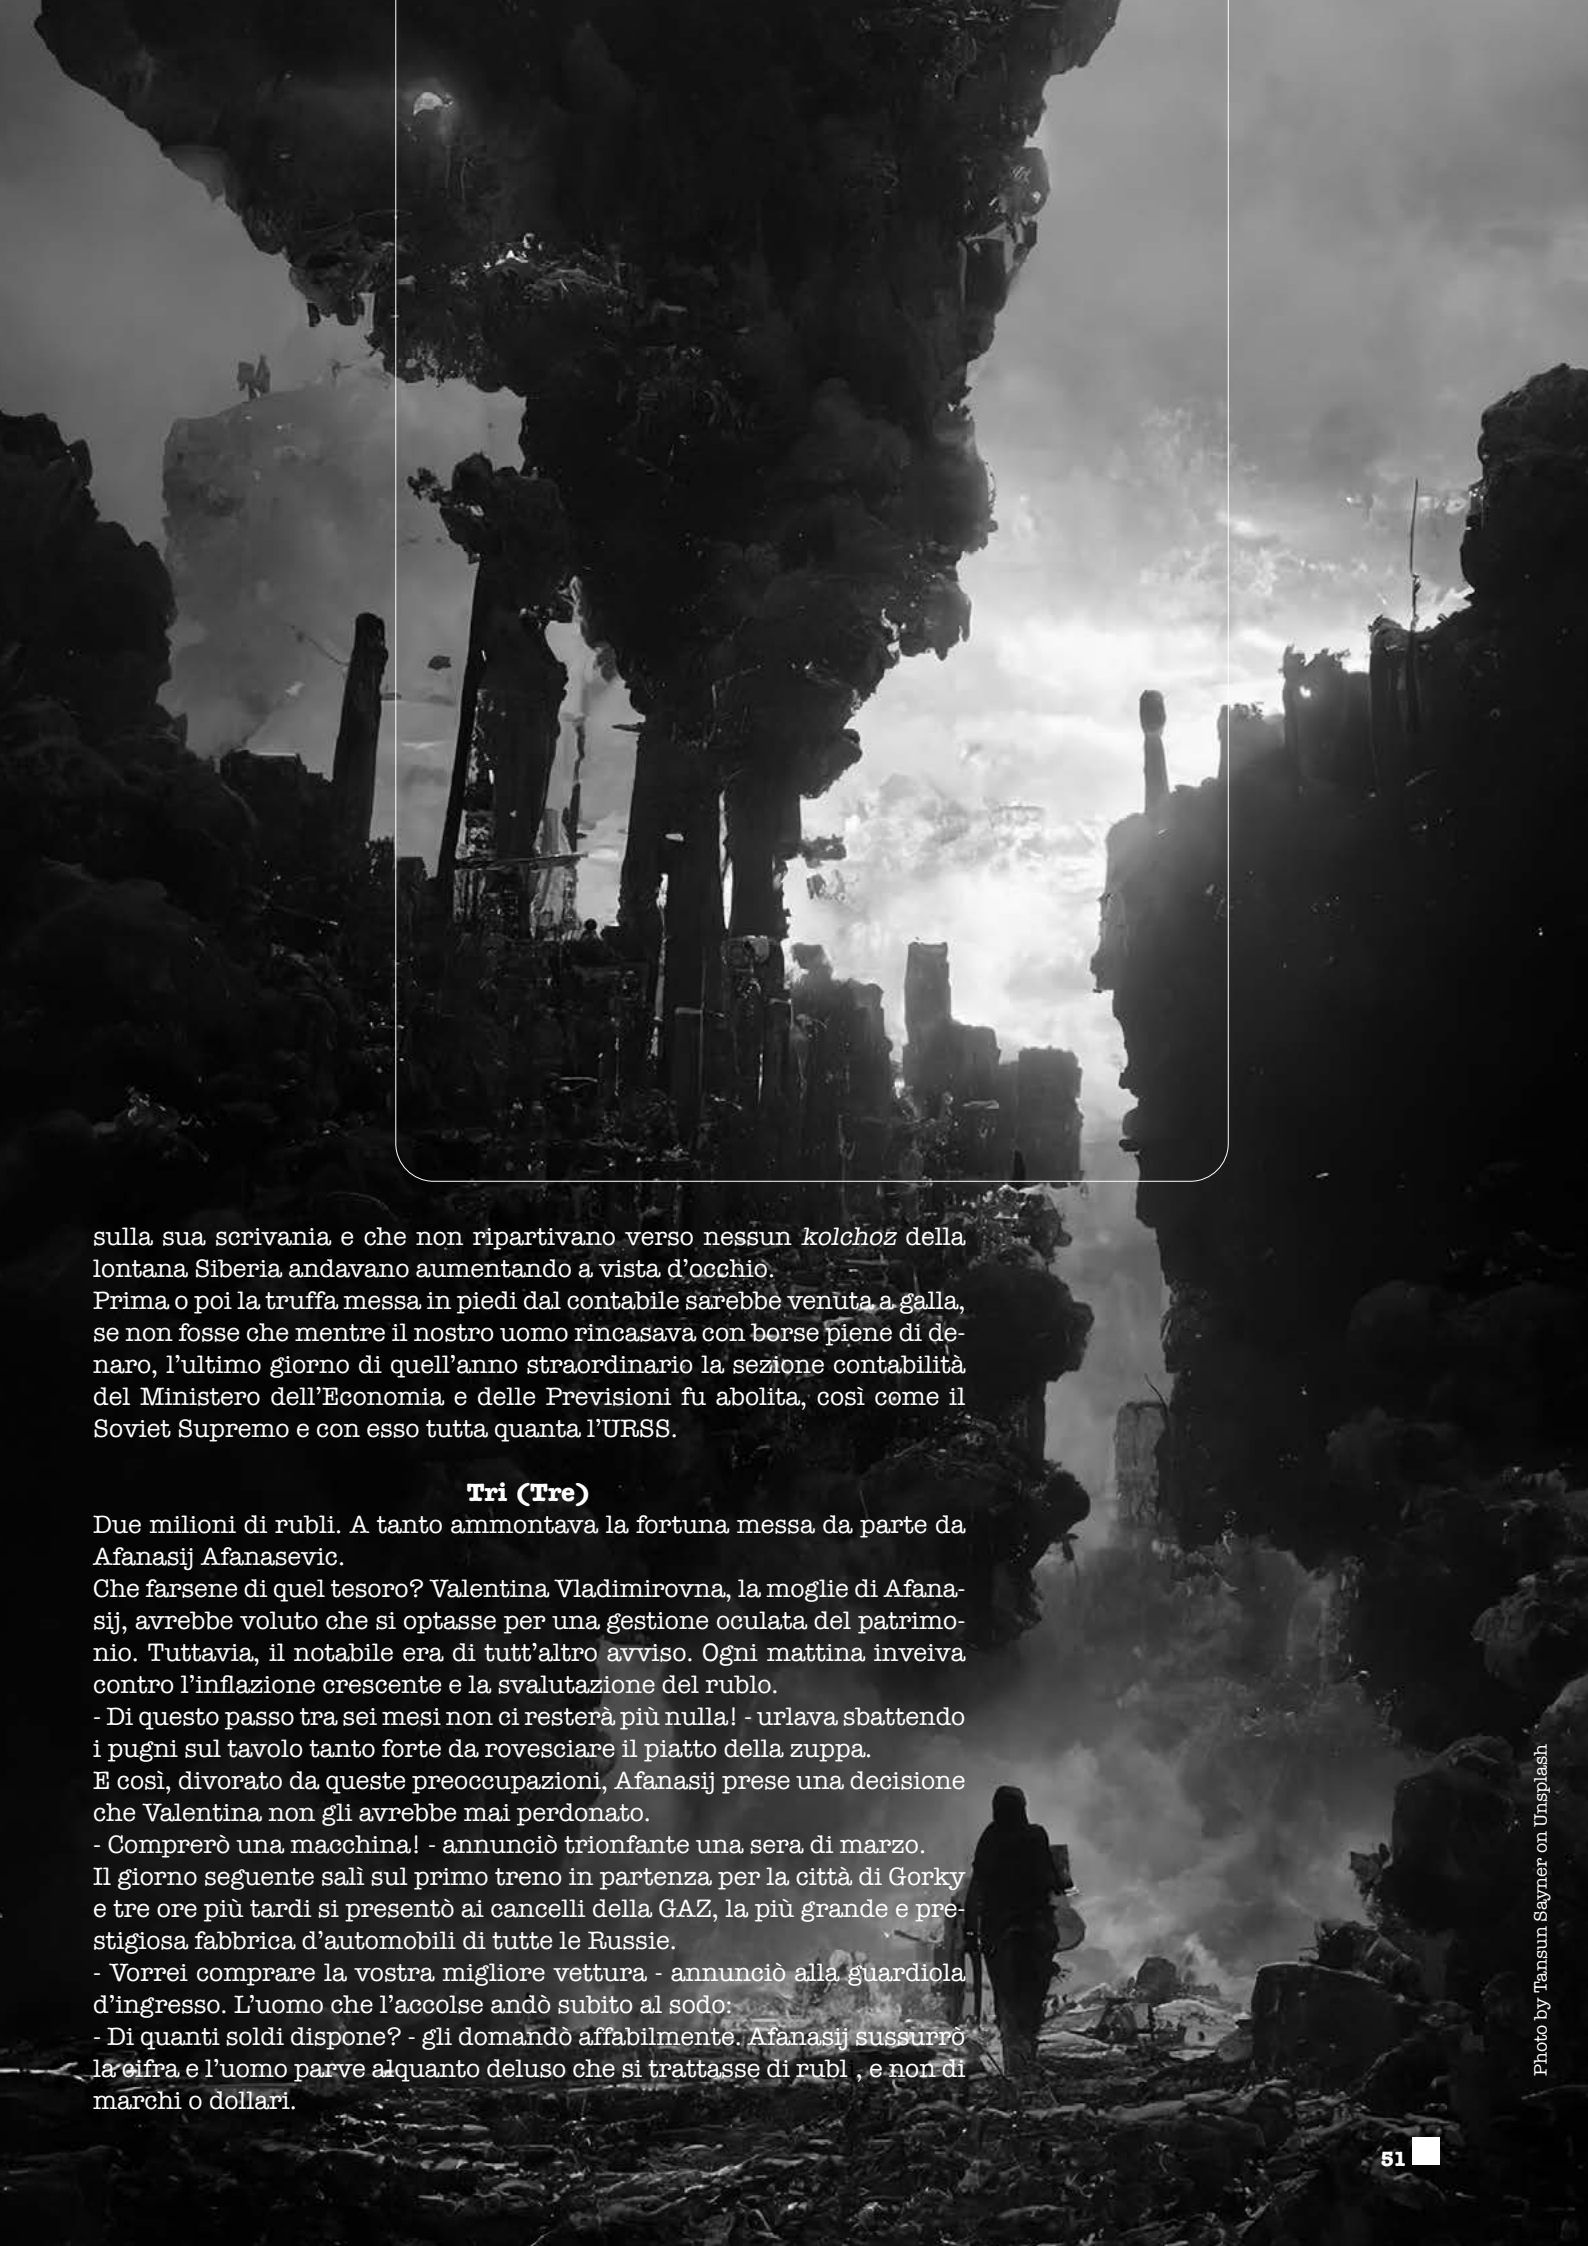 sulla sua scrivania e che non ripartivano verso nessun kolchoz della
lontana Siberia andavano aumentando a vista d'occhio.
Prima o poi la truffa messa in piedi dal contabile sarebbe venuta a galla,
se non fosse che mentre il nostro uomo rincasava con borse piene di de-
naro, l'ultimo giorno di quell'anno straordinario la sezione contabilità
del Ministero dell'Economia e delle Previsioni fu abolita, così come il
Soviet Supremo e con esso tutta quanta l'URSS.
Tri (Tre)
Due milioni di rubli. A tanto ammontava la fortuna messa da parte da
Afanasij Afanasevic.
Che farsene di quel tesoro? Valentina Vladimirovna, la moglie di Afana-
sij, avrebbe voluto che si optasse per una gestione oculata del patrimo-
nio. Tuttavia, il notabile era di tutt'altro avviso. Ogni mattina inveiva
contro l'inflazione crescente e la svalutazione del rublo.
- Di questo passo tra sei mesi non ci resterà più nulla! - urlava sbattendo
i pugni sul tavolo tanto forte da rovesciare il piatto della zuppa.
E così, divorato da queste preoccupazioni, Afanasij prese una decisione
che Valentina non gli avrebbe mai perdonato.
- Comprerò una macchina! - annunciò trionfante una sera di marzo.
Il giorno seguente salì sul primo treno in partenza per la città di Gorky
e tre ore più tardi si presentò ai cancelli della GAZ, la più grande e pre-
stigiosa fabbrica d'automobili di tutte le Russie.
- Vorrei comprare la vostra migliore vettura - annunciò alla guardiola
d'ingresso. L'uomo che l'accolse andò subito al sodo:
- Di quanti soldi dispone? - gli domandò affabilmente. Afanasij sussurrò
la cifra e l'uomo parve alquanto deluso che si trattasse di rubl , e non di
marchi o dollari.
Photo by Tansun Sayner on Unsplash
51